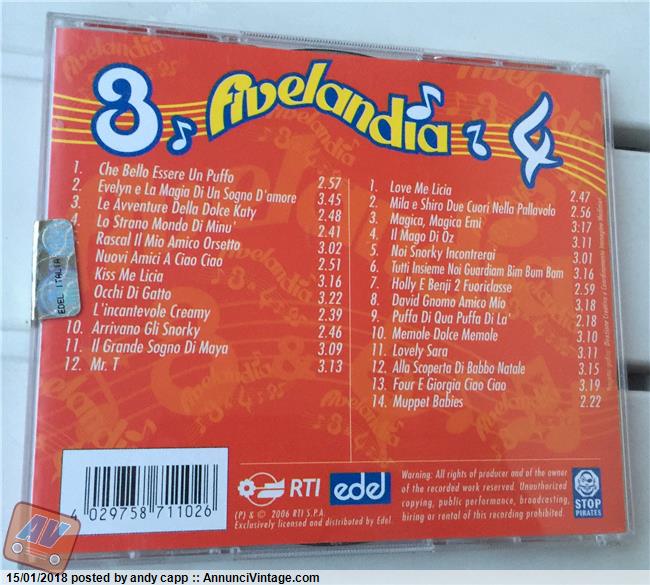 3 fivelandia 4
1. Che Bello Essere Un Puffo 2.57
2. Evelyn e La Magia Di Un Sogno D'amore 3.45
3. Le Avventure Della Dolce Katy 2.48
4. Lo Strano Mondo Di Minu' 2.41
Rascal Il Mio Amico Orsetto 3.02
Nuovi Amici A Ciao Ciao 2.51
Kiss Me Licia 3.16
Occhi Di Gatto 3.22
L'incantevole Creamy 2.39
10. Arrivano Gli Snorky 2.46
11. Il Grande Sogno Di Maya 3.09
12. Mr. T 3.13
1. Love Me Licia 2.47
2. Mila e Shiro Due Cuori Nella Pallavolo 2.56
3. Magica, Magica Emi 3.17
4. Il Mago Di Oz 3.11
5. Noi Snorky Incontrerai 3.01
6. Tutti Insieme Noi Guardiam Bim Bum Bam 3.16
7. Holly E Benji 2 Fuoriclasse 2.59
8. David Gnomo Amico Mio 3.18
9. Puffa Di Qua Puffa Di La' 2.18
10. Memole Dolce Memole 3.10
11. Lovely Sara 3.11
12. Alla Scoperta Di Babbo Natale 3.15
13. Four E Giorgia Ciao Ciao 3.19
14. Muppet Babies 2.22
EDEL ITALIA
4 029758 711026
RTI
edel
(P) & © 2006 RTI S.P.A.
Exclusively licensed and distributed by Edel.
Warning: All rights of producer and of the owner
of the recorded work reserved. Unauthorized
copying, public performance, broadcasting,
hiring or rental of this recording prohibited.
STOP
PIRATES
AV
15/01/2018 posted by andy capp :: AnnunciVintage.com